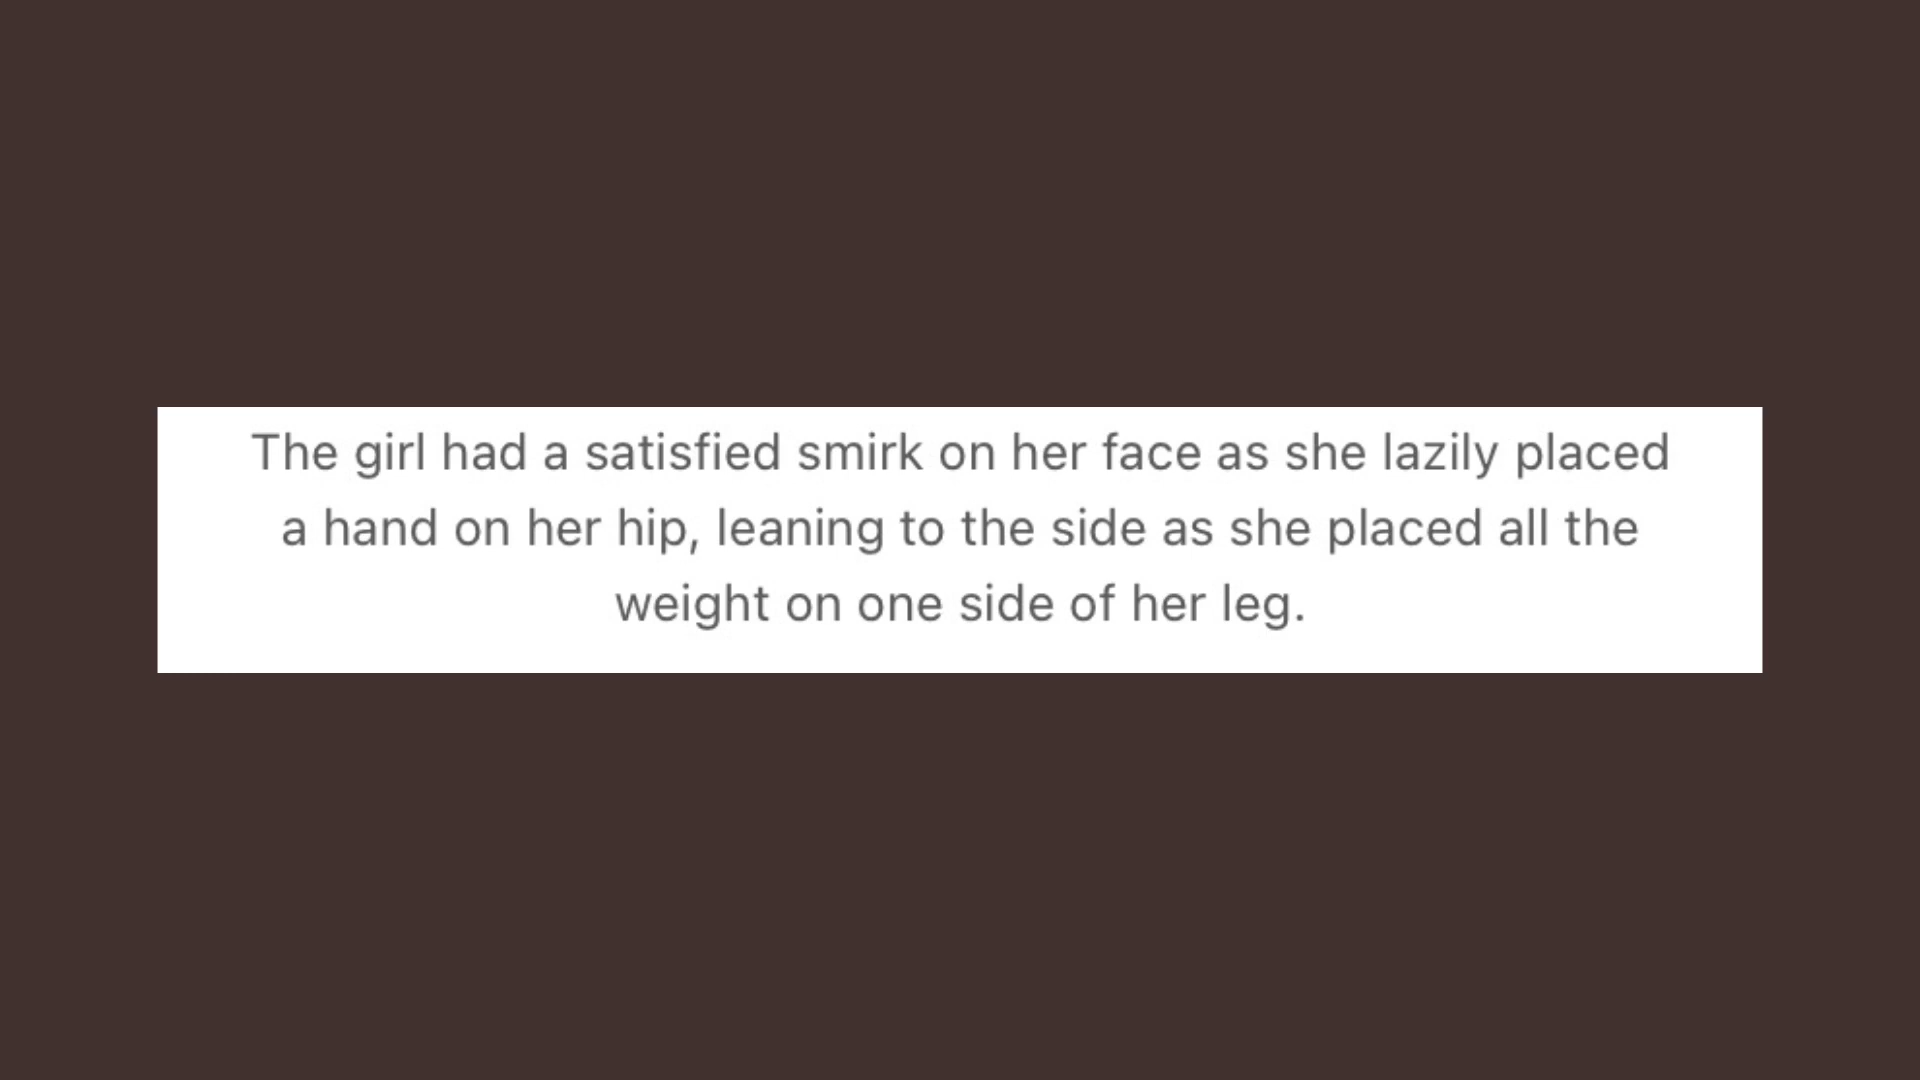 The girl had a satisfied smirk on her face as she lazily placed
a hand on her hip, leaning to the side as she placed all the
weight on one side of her leg.